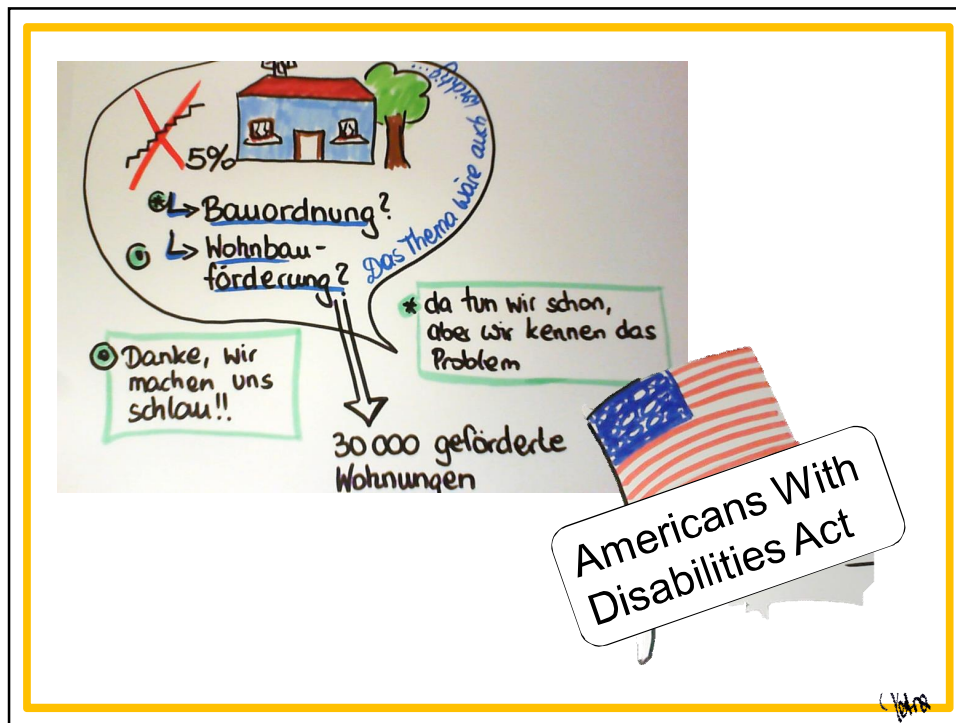 5%
↳ Bauordnung?
↳ Wohnbau-
förderung?
Das Thema wäre auch
wichtig...
* da tun wir schon,
aber wir kennen das
Problem
Danke, wir
machen uns
schlau!!
30 000 geförderte
Wohnungen
Americans With
Disabilities Act